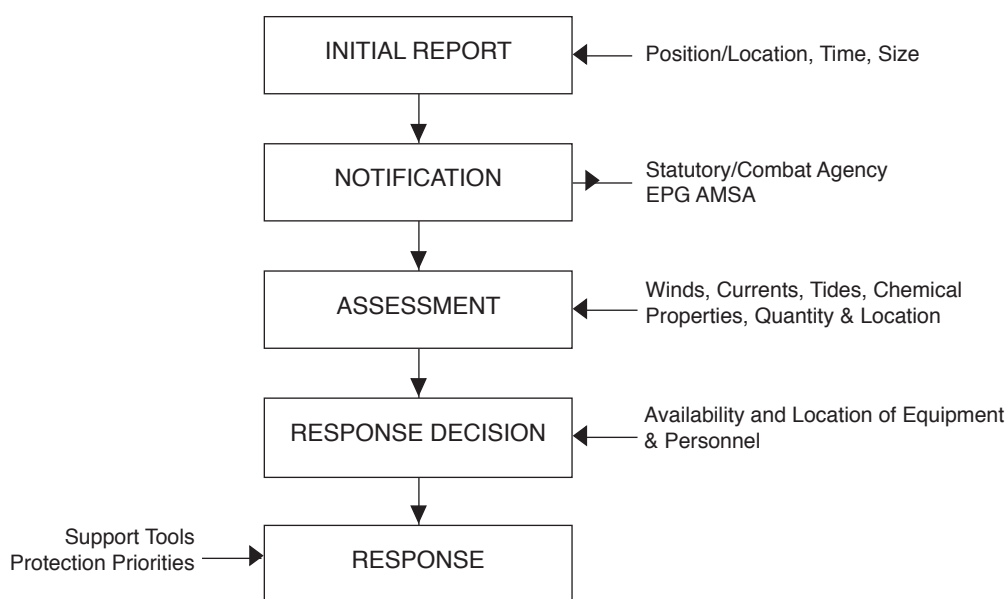 INITIAL REPORT
Position/Location, Time, Size
NOTIFICATION
Statutory/Combat Agency
EPG AMSA
ASSESSMENT
Winds, Currents, Tides, Chemical
Properties, Quantity & Location
RESPONSE DECISION
Availability and Location of Equipment
& Personnel
Support Tools
Protection Priorities
RESPONSE